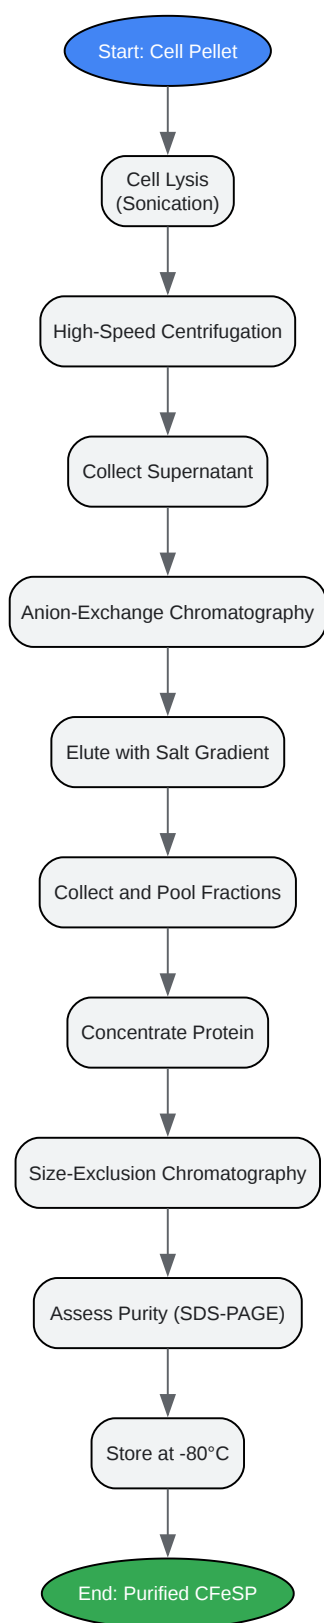 Start: Cell Pellet
Cell Lysis
(Sonication)
High-Speed Centrifugation
Collect Supernatant
Anion-Exchange Chromatography
Elute with Salt Gradient
Collect and Pool Fractions
Concentrate Protein
Size-Exclusion Chromatography
Assess Purity (SDS-PAGE)
Store at -80°C
End: Purified CFeSP